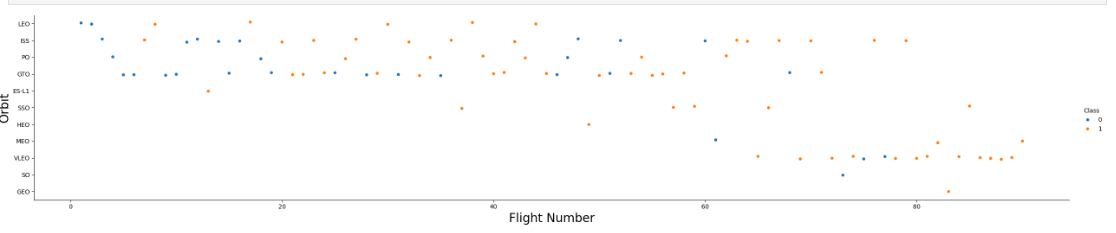 LEO
ISS
PO
GTO
ES-L1
SSO
HEO
MEO
VLEO
SO
GEO
Orbit
0
20
40
60
80
Flight Number
Class
0
1